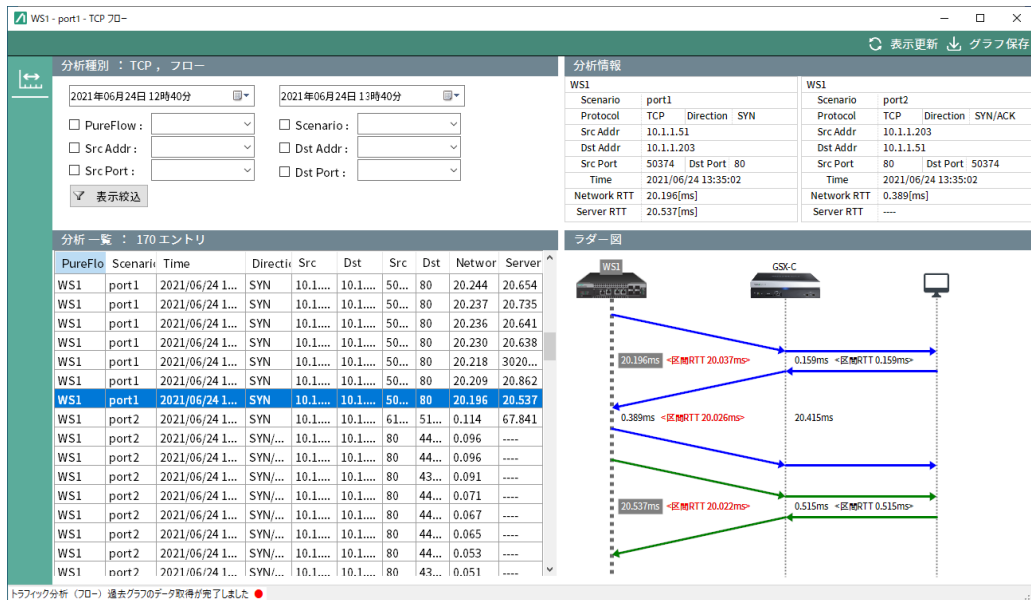 WS1 - port1 - TCP フロー
表示更新 グラフ保存
分析種別 ： TCP ， フロー
2021年06月24日 12時40分 2021年06月24日 13時40分
PureFlow : Scenario :
Src Addr : Dst Addr :
Src Port : Dst Port :
表示絞込
分析情報
WS1
Scenario port1
Protocol TCP Direction SYN
Src Addr 10.1.1.51
Dst Addr 10.1.1.203
Src Port 50374 Dst Port 80
Time 2021/06/24 13:35:02
Network RTT 20.196[ms]
Server RTT 20.537[ms]
WS1
Scenario port2
Protocol TCP Direction SYN/ACK
Src Addr 10.1.1.203
Dst Addr 10.1.1.51
Src Port 80 Dst Port 50374
Time 2021/06/24 13:35:02
Network RTT 0.389[ms]
Server RTT ----
分析 一覧 ： 170 エントリ
PureFlo Scenari Time Directi Src Dst Src Dst Networ Server
WS1 port1 2021/06/24 1... SYN 10.1.... 10.1.... 50... 80 20.244 20.654
WS1 port1 2021/06/24 1... SYN 10.1.... 10.1.... 50... 80 20.237 20.735
WS1 port1 2021/06/24 1... SYN 10.1.... 10.1.... 50... 80 20.236 20.641
WS1 port1 2021/06/24 1... SYN 10.1.... 10.1.... 50... 80 20.230 20.638
WS1 port1 2021/06/24 1... SYN 10.1.... 10.1.... 50... 80 20.218 3020...
WS1 port1 2021/06/24 1... SYN 10.1.... 10.1.... 50... 80 20.209 20.862
WS1 port1 2021/06/24 1... SYN 10.1.... 10.1.... 50... 80 20.196 20.537
WS1 port2 2021/06/24 1... SYN 10.1.... 10.1.... 61... 51... 0.114 67.841
WS1 port2 2021/06/24 1... SYN/... 10.1.... 10.1.... 80 44... 0.096 ----
WS1 port2 2021/06/24 1... SYN/... 10.1.... 10.1.... 80 44... 0.096 ----
WS1 port2 2021/06/24 1... SYN/... 10.1.... 10.1.... 80 43... 0.091 ----
WS1 port2 2021/06/24 1... SYN/... 10.1.... 10.1.... 80 44... 0.071 ----
WS1 port2 2021/06/24 1... SYN/... 10.1.... 10.1.... 80 44... 0.067 ----
WS1 port2 2021/06/24 1... SYN/... 10.1.... 10.1.... 80 44... 0.065 ----
WS1 port2 2021/06/24 1... SYN/... 10.1.... 10.1.... 80 44... 0.053 ----
WS1 port2 2021/06/24 1... SYN/... 10.1.... 10.1.... 80 43... 0.051 ----
ラダー図
WS1 GSX-C
20.196ms <区間RTT 20.037ms> 0.159ms <区間RTT 0.159ms>
0.389ms <区間RTT 20.026ms> 20.415ms
20.537ms <区間RTT 20.022ms> 0.515ms <区間RTT 0.515ms>
トラフィック分析（フロー）過去グラフのデータ取得が完了しました